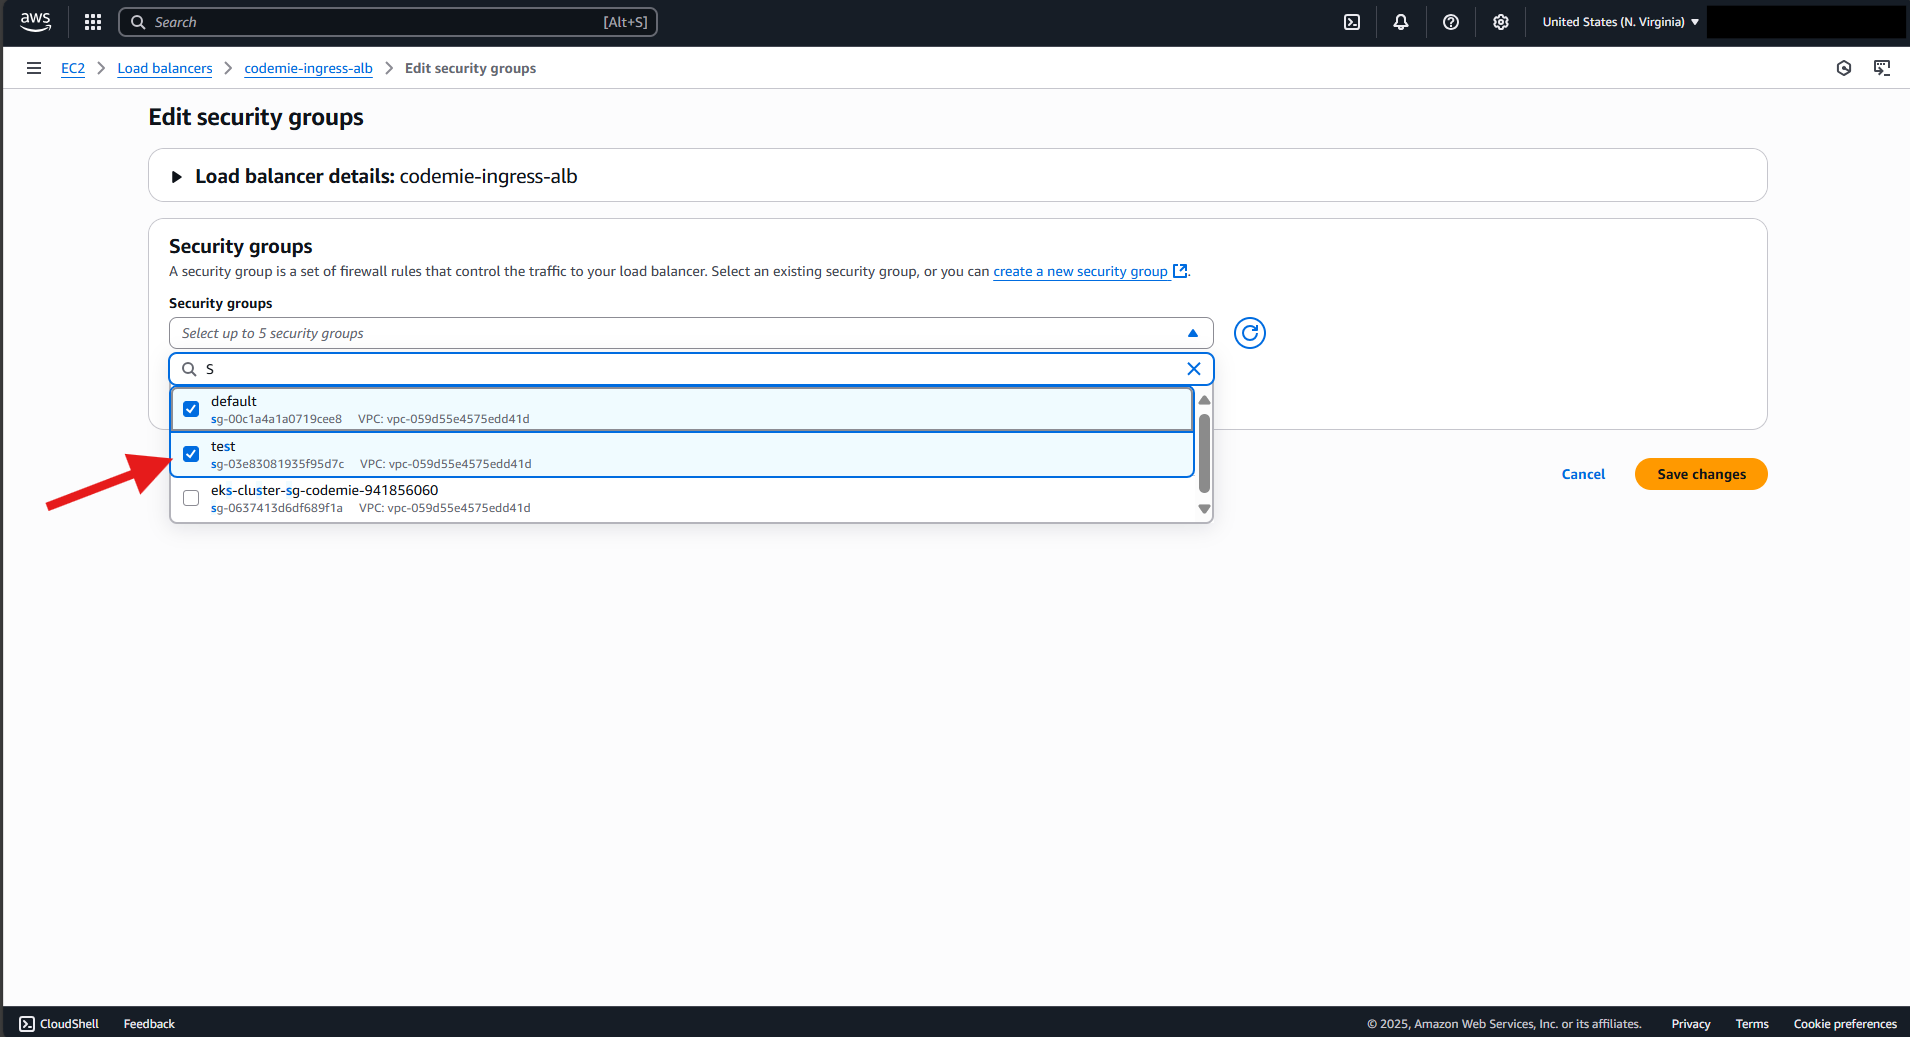 aws
Search [Alt+S]
United States (N. Virginia)
EC2 > Load balancers > codemie-ingress-alb > Edit security groups
Edit security groups
Load balancer details: codemie-ingress-alb
Security groups
A security group is a set of firewall rules that control the traffic to your load balancer. Select an existing security group, or you can create a new security group.
Security groups
Select up to 5 security groups
S
default
sg-00c1a4a1a0719cee8 VPC: vpc-059d55e4575edd41d
test
sg-03e83081935f95d7c VPC: vpc-059d55e4575edd41d
eks-cluster-sg-codemie-941856060
sg-0637413d6df689f1a VPC: vpc-059d55e4575edd41d
Cancel
Save changes
CloudShell
Feedback
© 2025, Amazon Web Services, Inc. or its affiliates.
Privacy
Terms
Cookie preferences